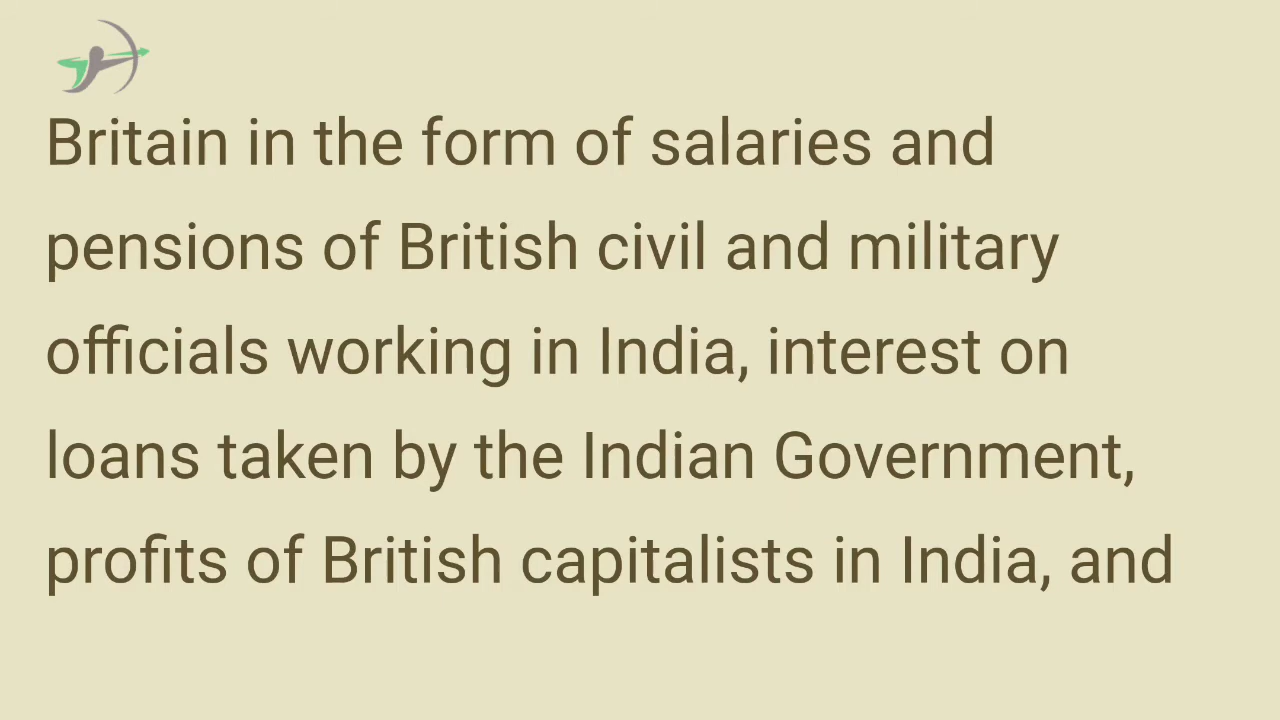 Britain in the form of salaries and
pensions of British civil and military
officials working in India, interest on
loans taken by the Indian Government,
profits of British capitalists in India, and